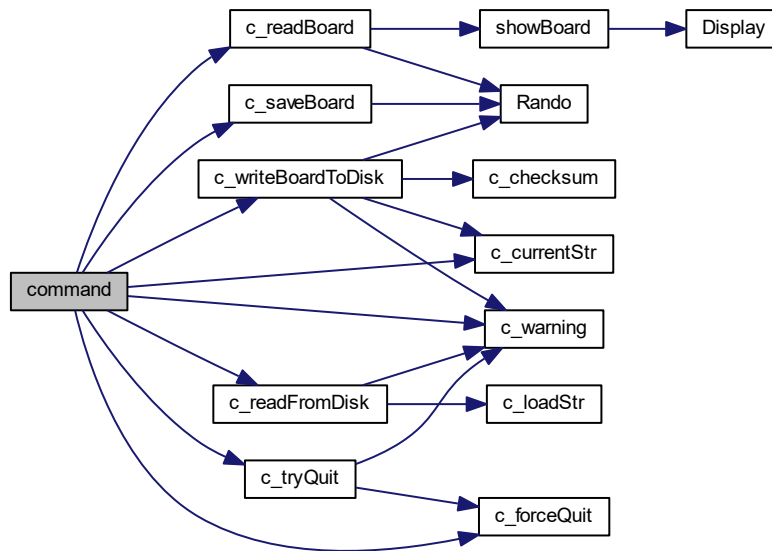 c_readBoard
showBoard
Display
c_saveBoard
Rando
c_writeBoardToDisk
c_checksum
c_currentStr
command
c_warning
c_readFromDisk
c_loadStr
c_tryQuit
c_forceQuit